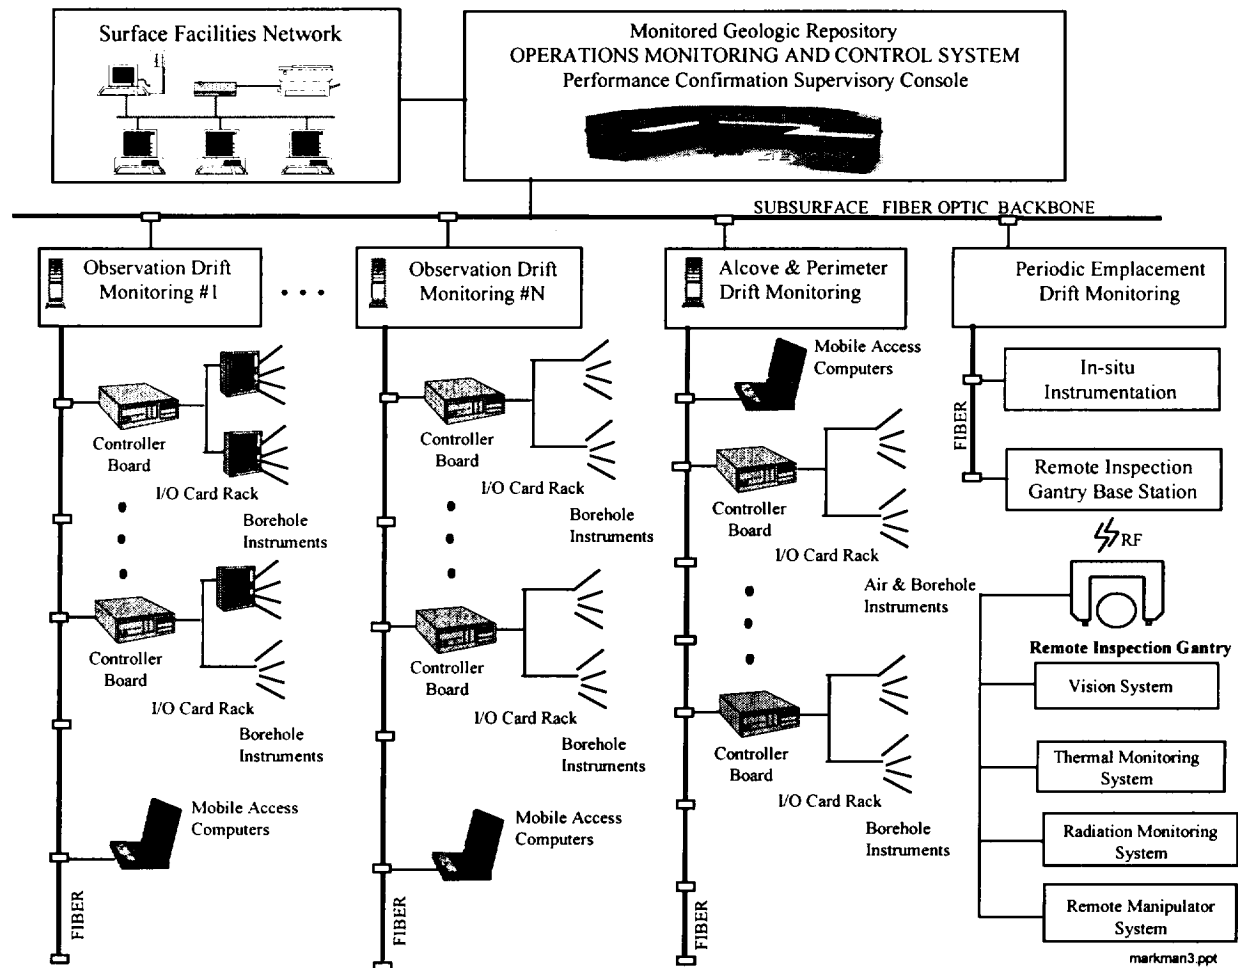 Surface Facilities Network
Monitored Geologic Repository
OPERATIONS MONITORING AND CONTROL SYSTEM
Performance Confirmation Supervisory Console
SUBSURFACE FIBER OPTIC BACKBONE
Observation Drift
Monitoring #1
. . .
Observation Drift
Monitoring #N
Alcove & Perimeter
Drift Monitoring
Periodic Emplacement
Drift Monitoring
Controller
Board
I/O Card Rack
Borehole
Instruments
Controller
Board
I/O Card Rack
Borehole
Instruments
Mobile Access
Computers
FIBER
Controller
Board
I/O Card Rack
Borehole
Instruments
Controller
Board
I/O Card Rack
Borehole
Instruments
Mobile Access
Computers
FIBER
Mobile Access
Computers
Controller
Board
I/O Card Rack
Air & Borehole
Instruments
Controller
Board
I/O Card Rack
Borehole
Instruments
FIBER
FIBER
In-situ
Instrumentation
Remote Inspection
Gantry Base Station
RF
Remote Inspection Gantry
Vision System
Thermal Monitoring
System
Radiation Monitoring
System
Remote Manipulator
System
markman3.ppt